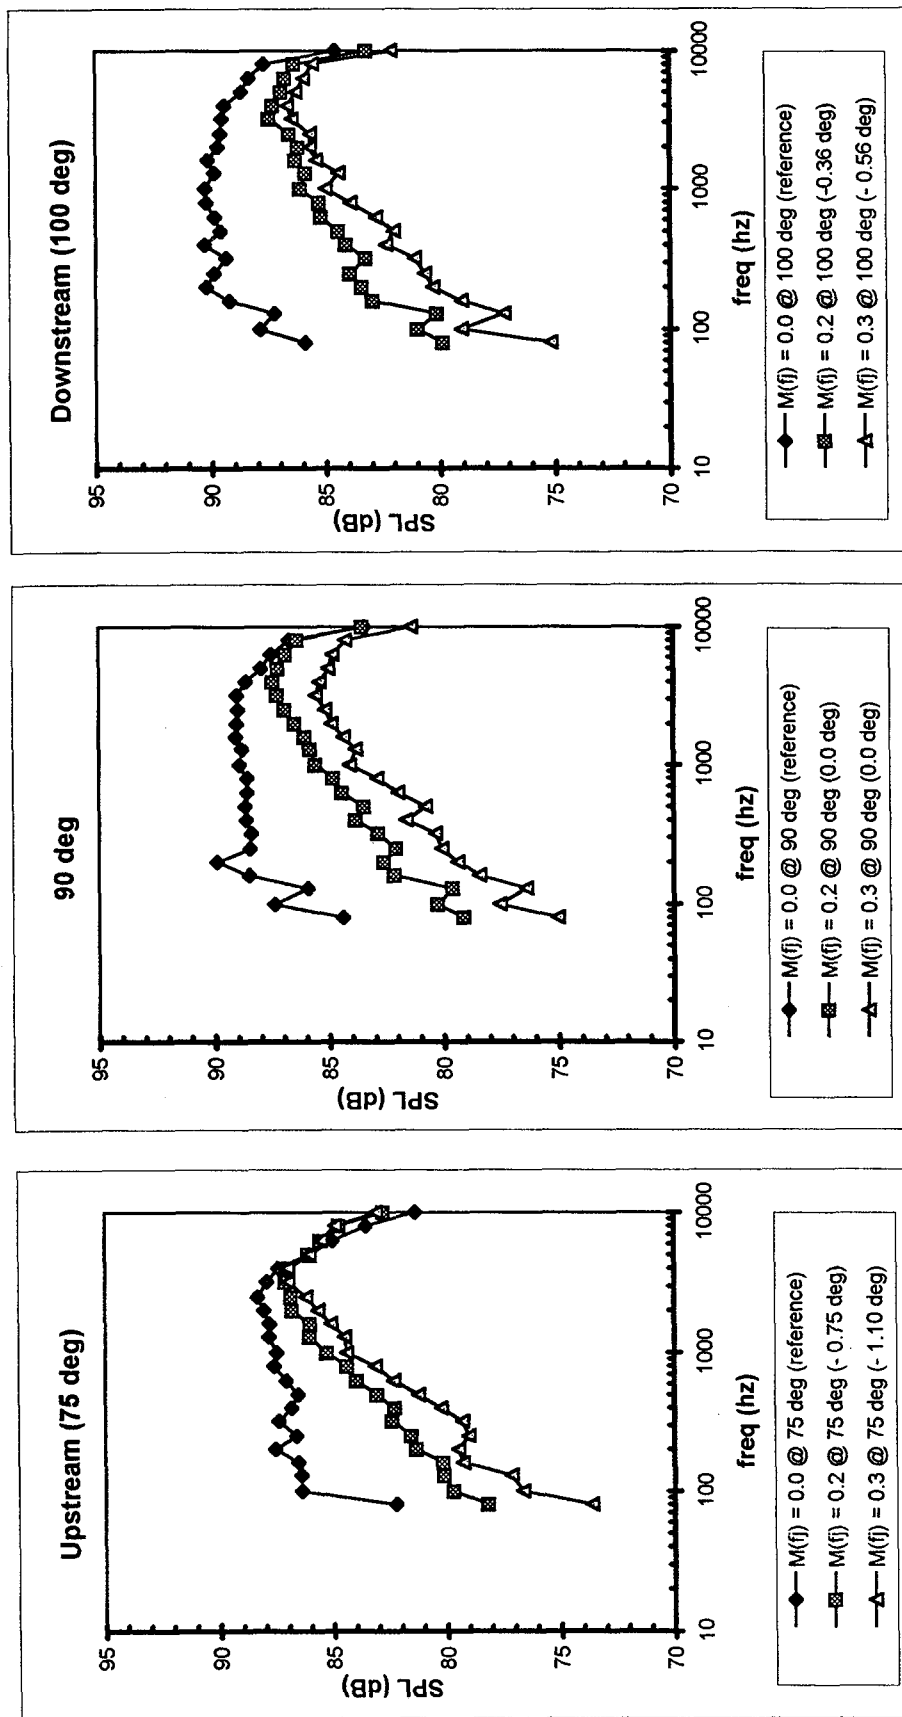 Upstream (75 deg)
SPL (dB)
95
90
85
80
75
70
10
100
1000
10000
freq (hz)
M(fj) = 0.0 @ 75 deg (reference)
M(fj) = 0.2 @ 75 deg (- 0.75 deg)
M(fj) = 0.3 @ 75 deg (- 1.10 deg)
90 deg
SPL (dB)
95
90
85
80
75
70
10
100
1000
10000
freq (hz)
M(fj) = 0.0 @ 90 deg (reference)
M(fj) = 0.2 @ 90 deg (0.0 deg)
M(fj) = 0.3 @ 90 deg (0.0 deg)
Downstream (100 deg)
SPL (dB)
95
90
85
80
75
70
10
100
1000
10000
freq (hz)
M(fj) = 0.0 @ 100 deg (reference)
M(fj) = 0.2 @ 100 deg (-0.36 deg)
M(fj) = 0.3 @ 100 deg (- 0.56 deg)